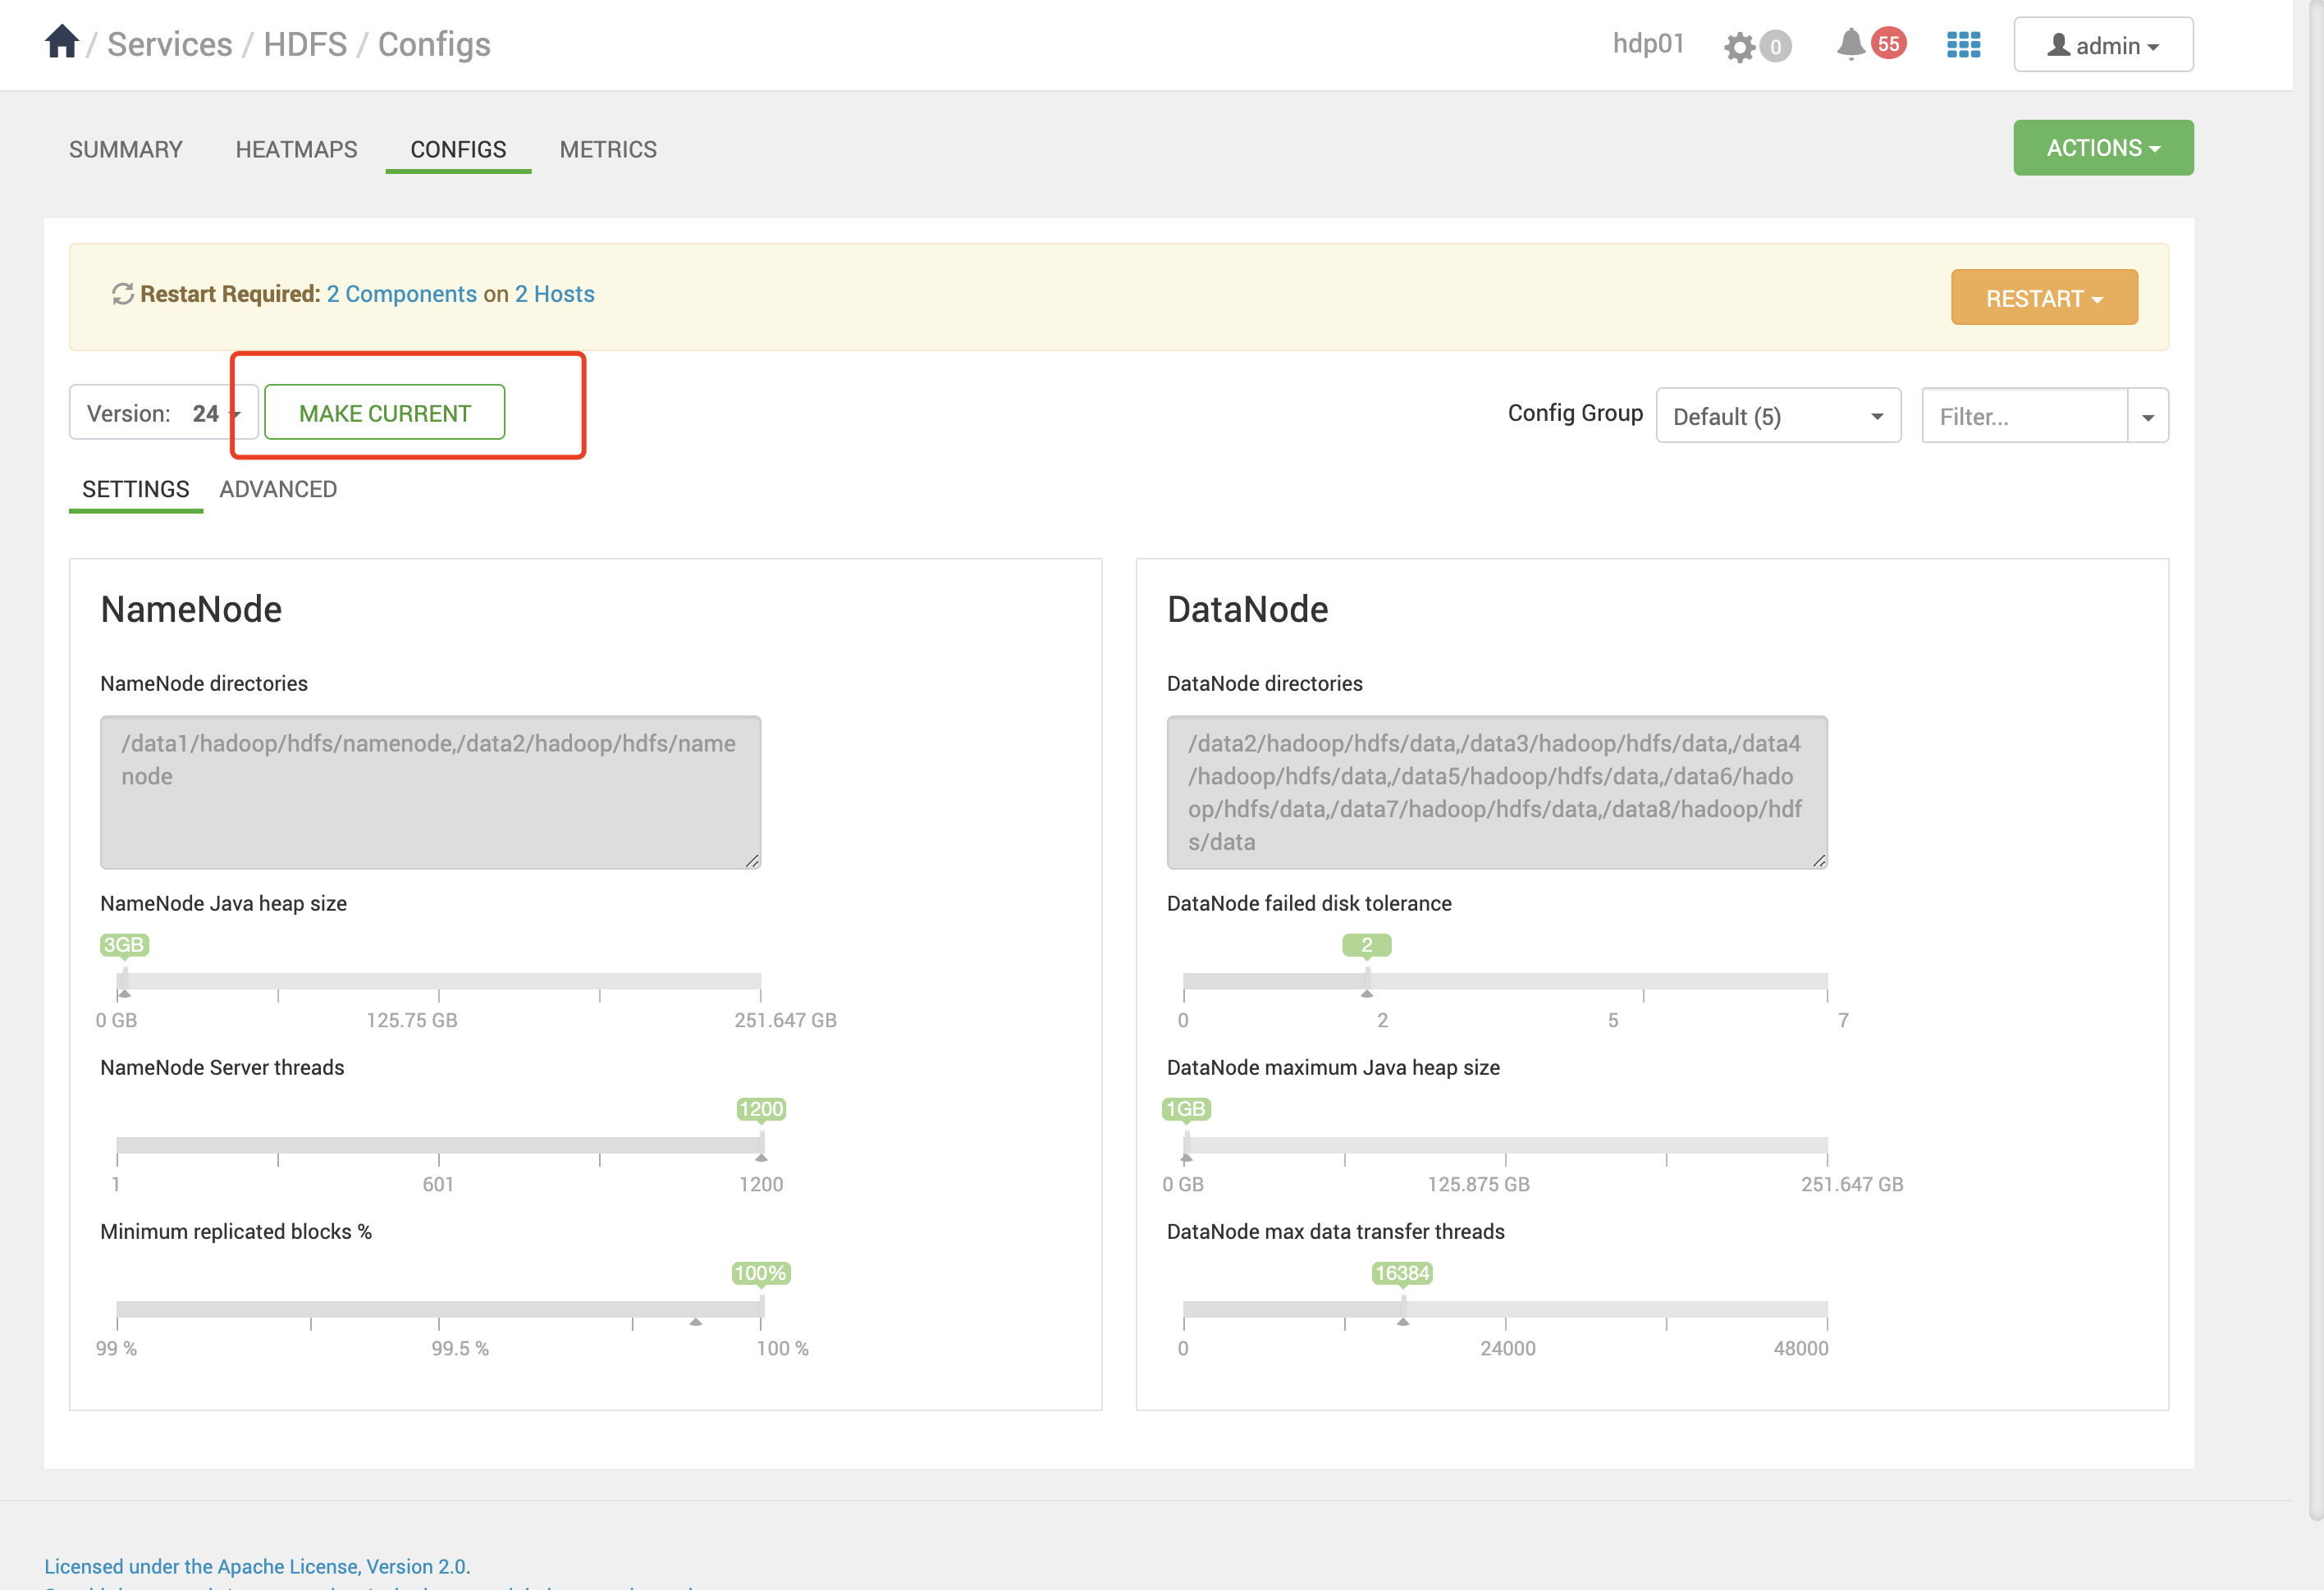 / Services / HDFS / Configs
hdp01 0 55 admin
SUMMARY HEATMAPS CONFIGS METRICS
ACTIONS
Restart Required: 2 Components on 2 Hosts
RESTART
Version: 24 MAKE CURRENT
Config Group Default (5) Filter...
SETTINGS ADVANCED
NameNode
NameNode directories
/data1/hadoop/hdfs/namenode,/data2/hadoop/hdfs/name
node
NameNode Java heap size
3GB
0 GB 125.75 GB 251.647 GB
NameNode Server threads
1200
1 601 1200
Minimum replicated blocks %
100%
99 % 99.5 % 100 %
DataNode
DataNode directories
/data2/hadoop/hdfs/data,/data3/hadoop/hdfs/data,/data4
/hadoop/hdfs/data,/data5/hadoop/hdfs/data,/data6/hado
op/hdfs/data,/data7/hadoop/hdfs/data,/data8/hadoop/hdf
s/data
DataNode failed disk tolerance
2
0 2 5 7
DataNode maximum Java heap size
1GB
0 GB 125.875 GB 251.647 GB
DataNode max data transfer threads
16384
0 24000 48000
Licensed under the Apache License, Version 2.0.